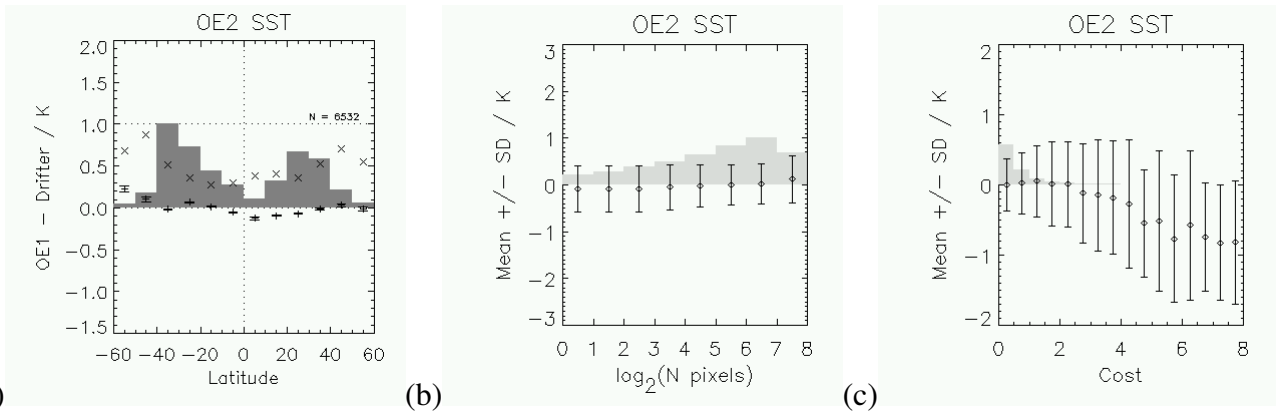 OE2 SST
OE1 - Drifter / K
2.0
1.5
1.0
0.5
0.0
-0.5
-1.0
-1.5
N = 6532
-60 -40 -20 0 20 40 60
Latitude
)
(b)
OE2 SST
Mean +/- SD / K
3
2
1
0
-1
-2
-3
0 1 2 3 4 5 6 7 8
log2(N pixels)
(c)
OE2 SST
Mean +/- SD / K
2
1
0
-1
-2
0 2 4 6 8
Cost